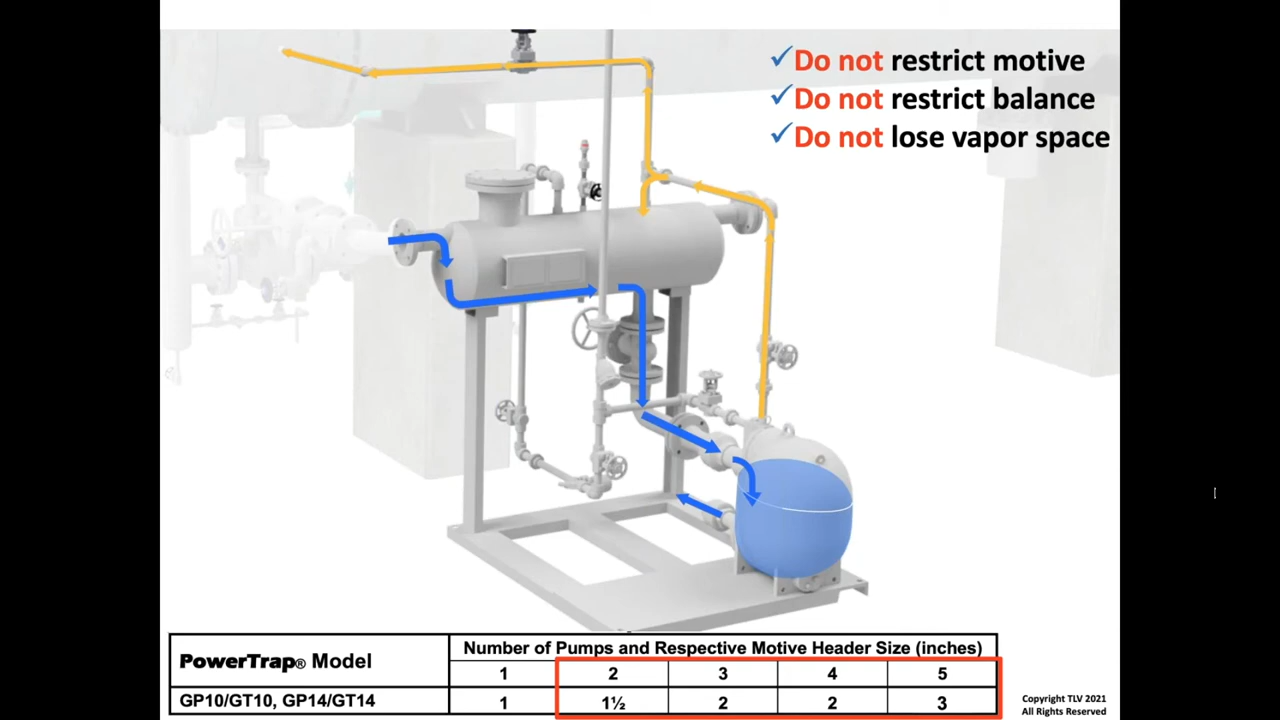 ✓Do not restrict motive
✓Do not restrict balance
✓Do not lose vapor space
PowerTrap® Model
Number of Pumps and Respective Motive Header Size (inches)
1 2 3 4 5
GP10/GT10, GP14/GT14 1 1½ 2 2 3
Copyright TLV 2021
All Rights Reserved